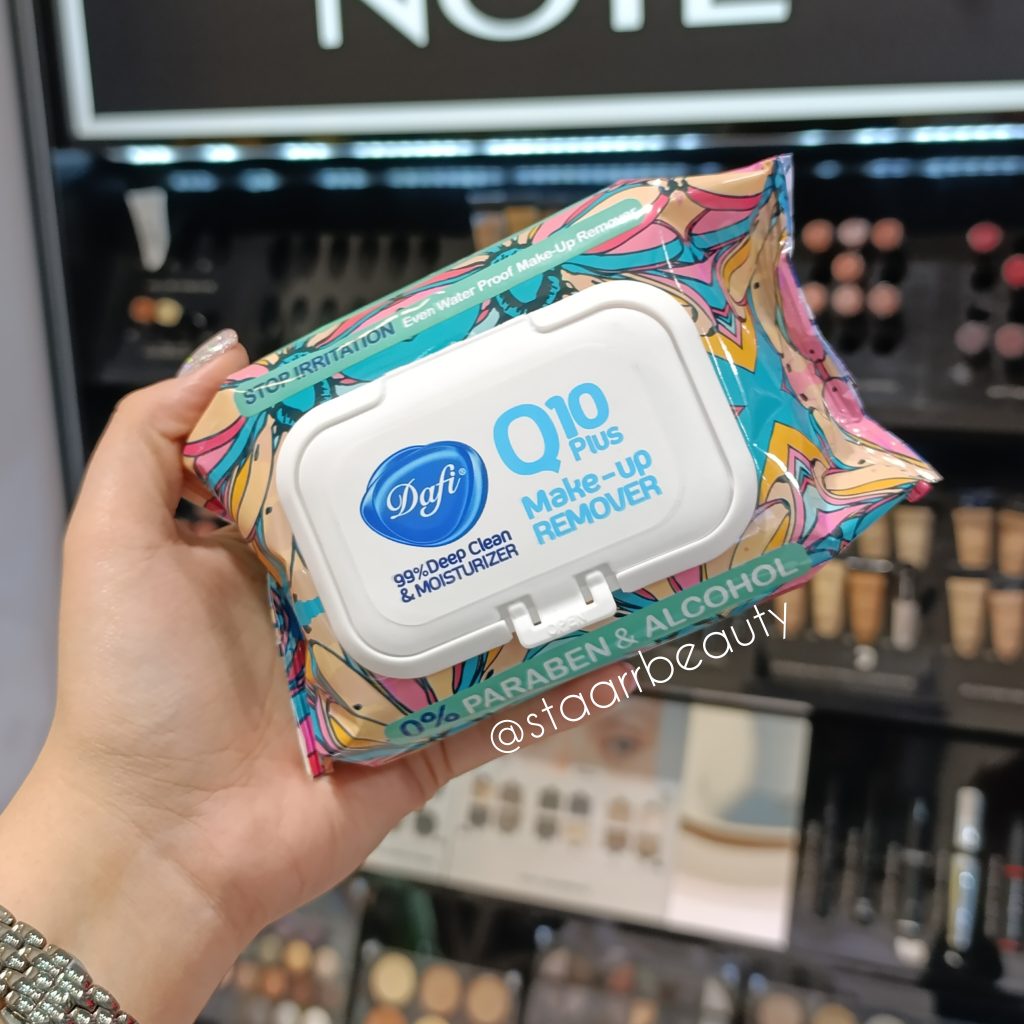 NOTE
STOP IRRITATION Even Water Proof Make-Up Remover
Dafi®
99% Deep Clean
& MOISTURIZER
Q10
Plus
Make-up
REMOVER
OPEN
0% PARABEN & ALCOHOL
@staarrbeauty